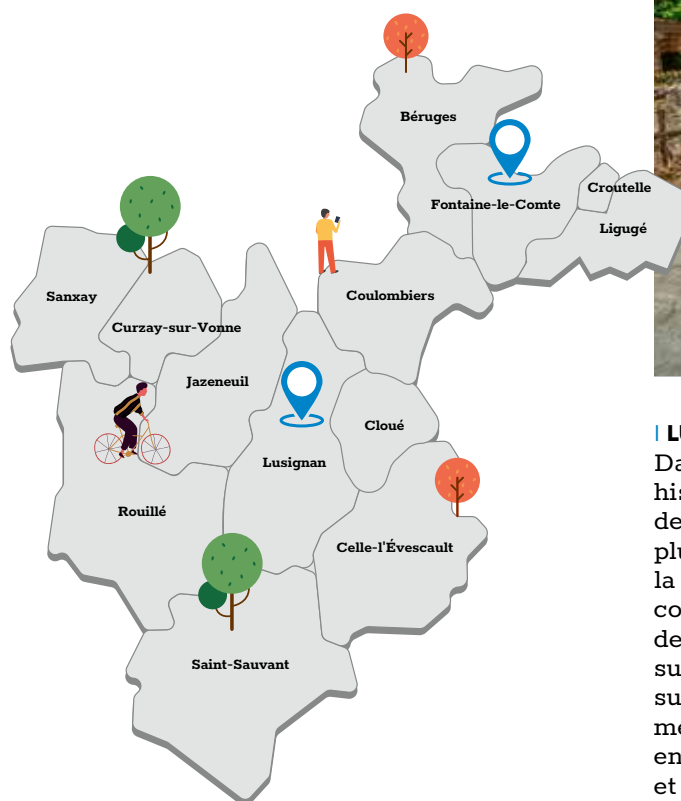 Béruges
Croutelle
Fontaine-le-Comte
Ligugé
Sanxay
Coulombiers
Curzay-sur-Vonne
Jazeneuil
Cloué
Lusignan
Rouillé
Celle-l'Évescault
Saint-Sauvant
| LU
Da
his
de
plu
la
co
de
su
su
me
en
et